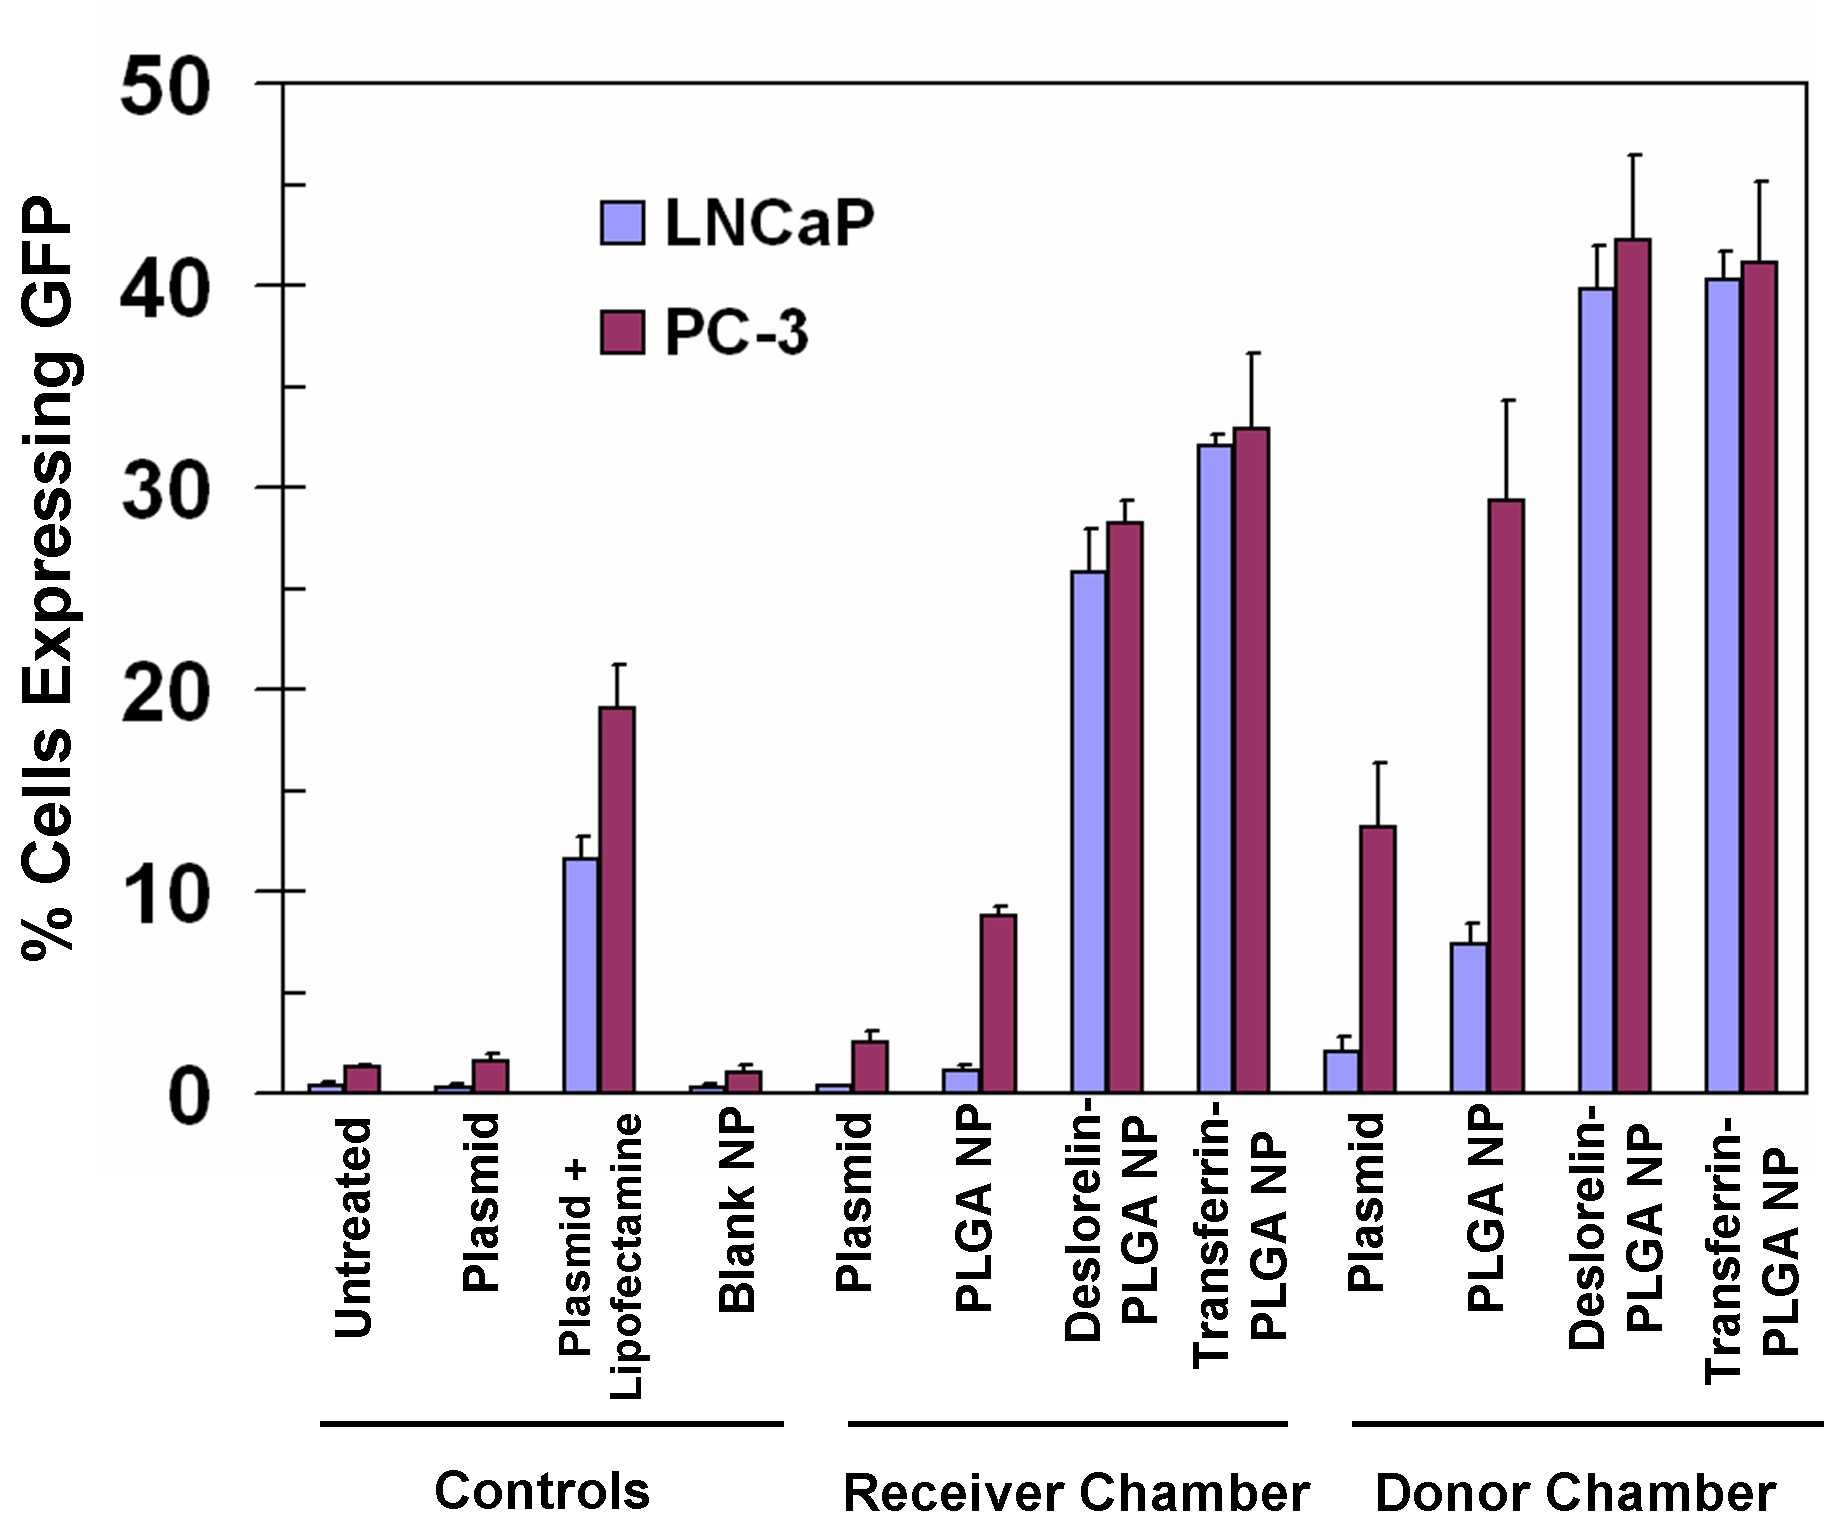 % Cells Expressing GFP
50
40
30
20
10
0
LNCaP
PC-3
Untreated
Plasmid
Plasmid +
Lipofectamine
Blank NP
Plasmid
PLGA NP
Deslorelin-
PLGA NP
Transferrin-
PLGA NP
Plasmid
PLGA NP
Deslorelin-
PLGA NP
Transferrin-
PLGA NP
Controls
Receiver Chamber
Donor Chamber